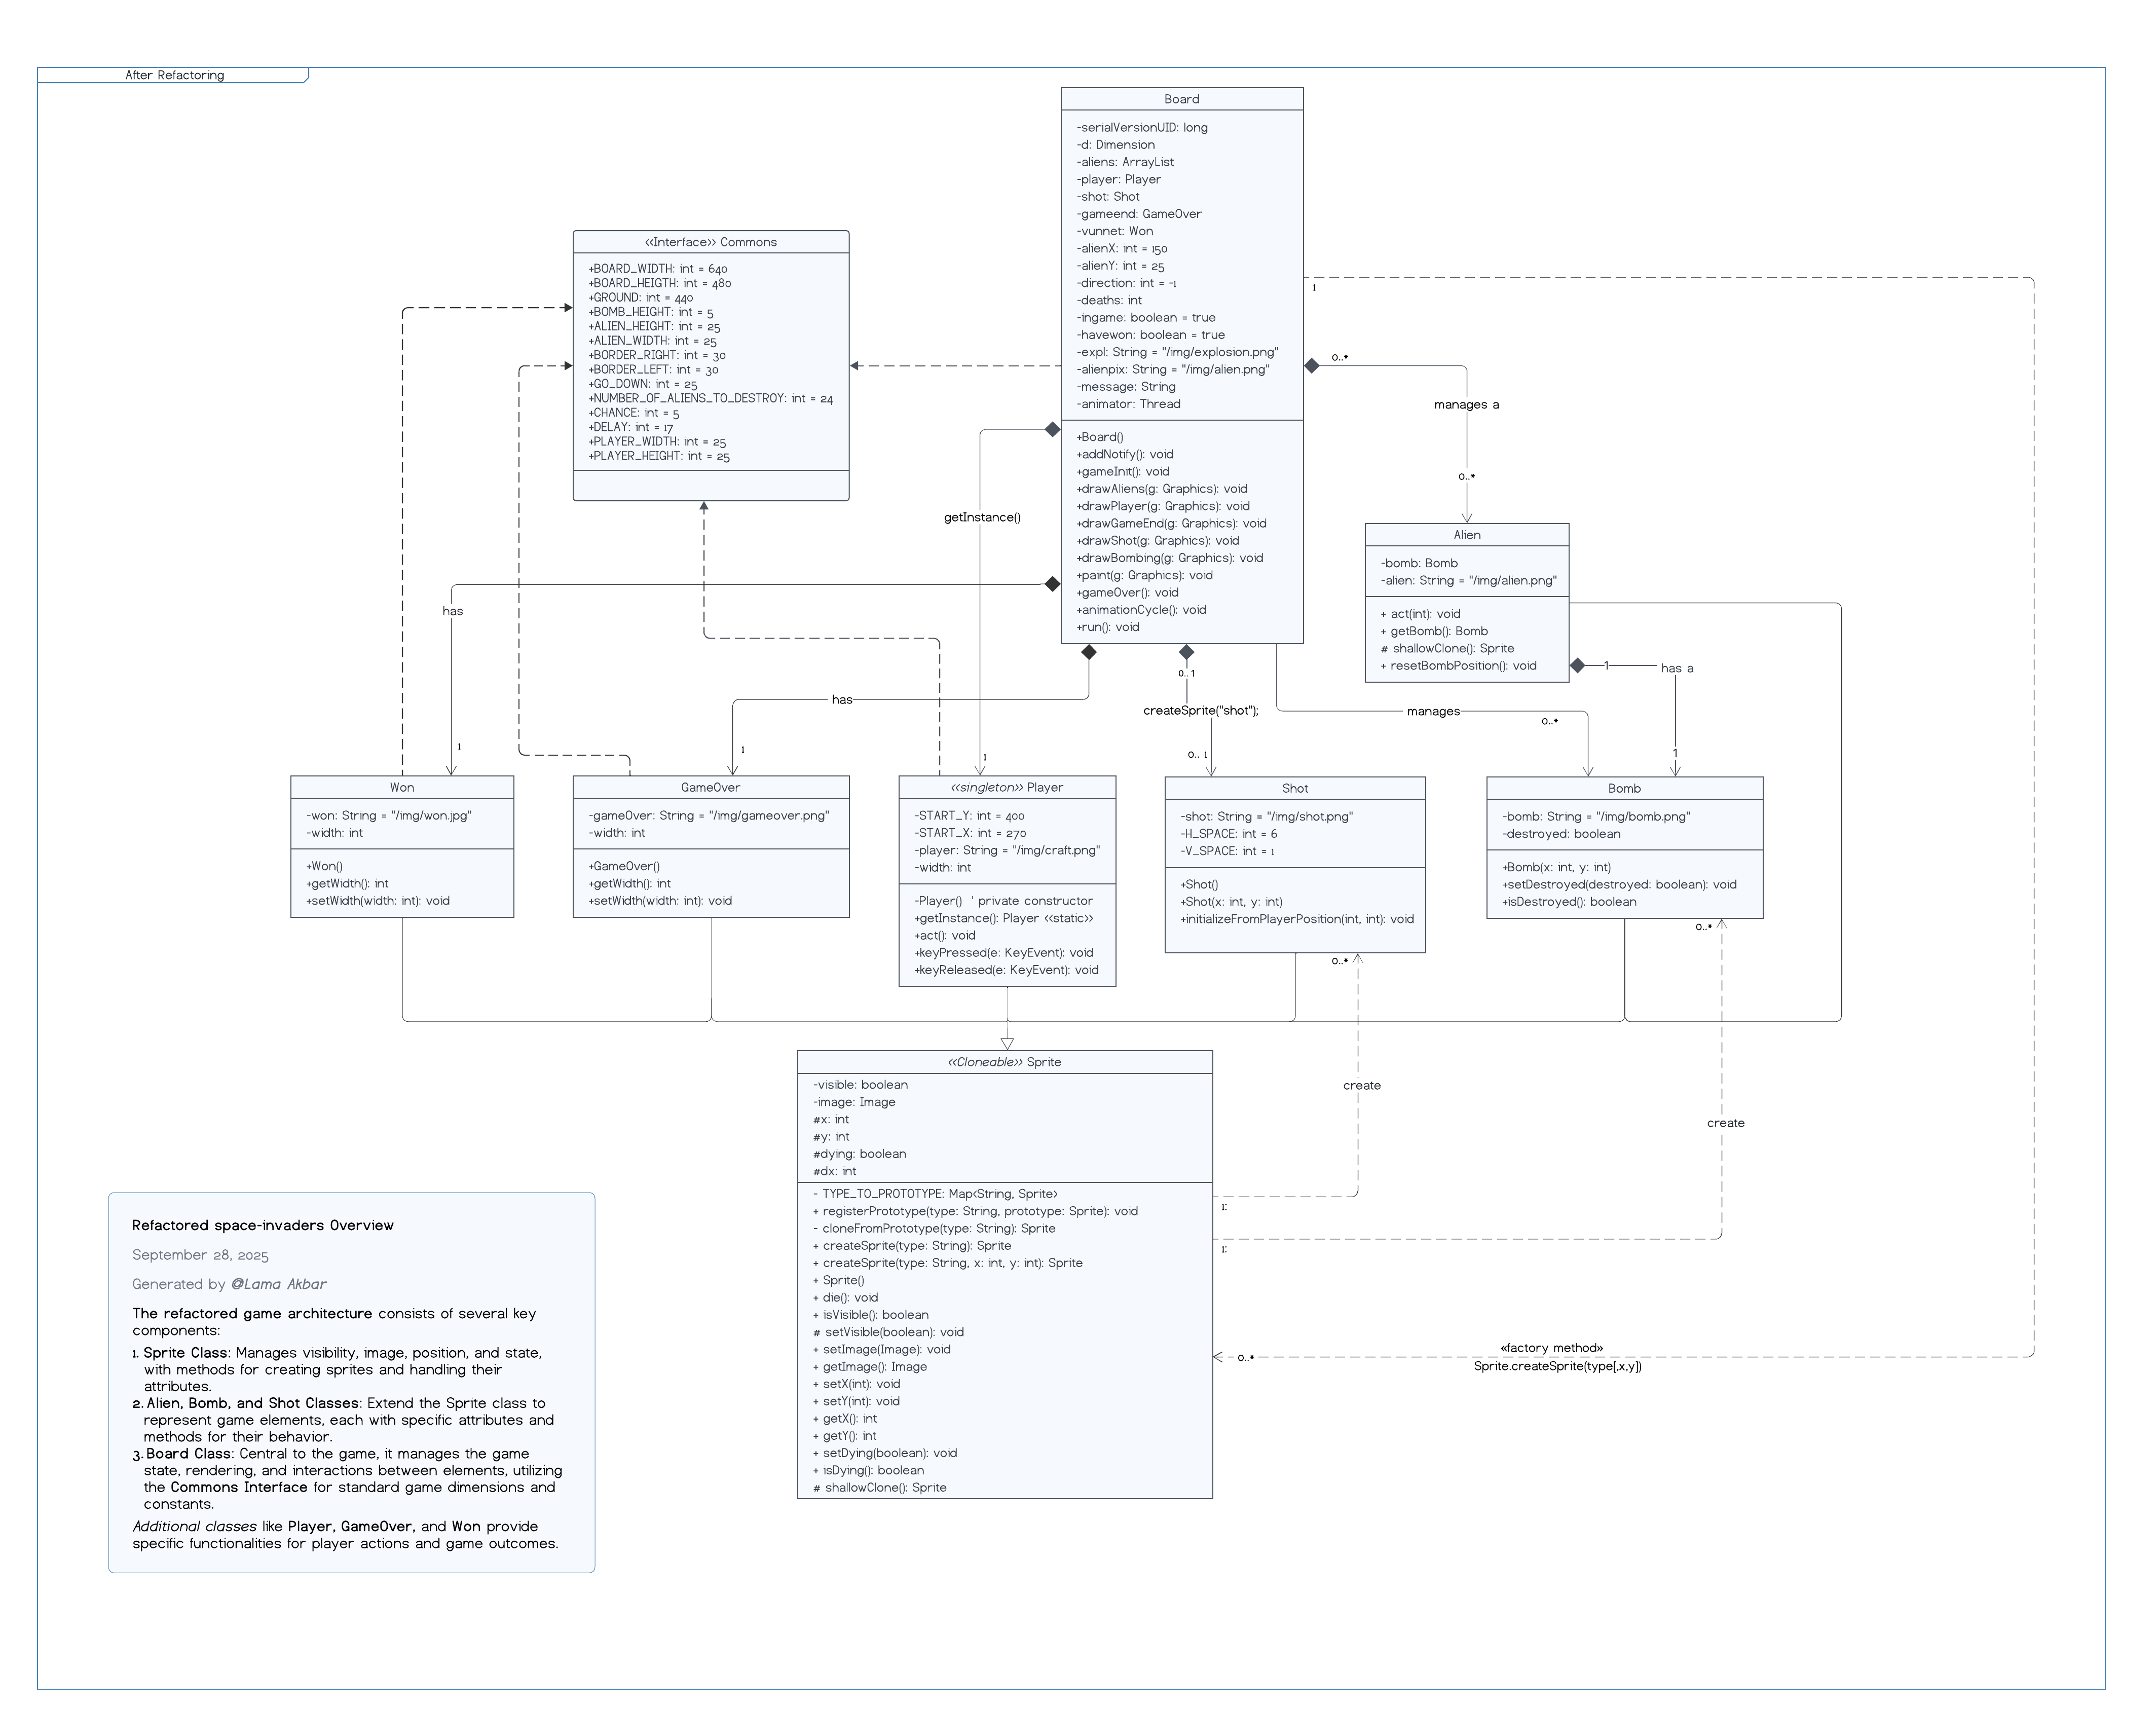 After Refactoring
Board
-serialVersionUID: long
-d: Dimension
-aliens: ArrayList
-player: Player
-shot: Shot
-gameend: GameOver
-vunnet: Won
-alienX: int = 150
-alienY: int = 25
-direction: int = -1
-deaths: int
-ingame: boolean = true
-havewon: boolean = true
-expl: String = "/img/explosion.png"
-alienpix: String = "/img/alien.png"
-message: String
-animator: Thread
+Board()
+addNotify(): void
+gameInit(): void
+drawAliens(g: Graphics): void
+drawPlayer(g: Graphics): void
+drawGameEnd(g: Graphics): void
+drawShot(g: Graphics): void
+drawBombing(g: Graphics): void
+paint(g: Graphics): void
+gameOver(): void
+animationCycle(): void
+run(): void
<<Interface>> Commons
+BOARD_WIDTH: int = 640
+BOARD_HEIGTH: int = 480
+GROUND: int = 440
+BOMB_HEIGHT: int = 5
+ALIEN_HEIGHT: int = 25
+ALIEN_WIDTH: int = 25
+BORDER_RIGHT: int = 30
+BORDER_LEFT: int = 30
+GO_DOWN: int = 25
+NUMBER_OF_ALIENS_TO_DESTROY: int = 24
+CHANCE: int = 5
+DELAY: int = 17
+PLAYER_WIDTH: int = 25
+PLAYER_HEIGHT: int = 25
1
0..*
manages a
0..*
getInstance()
Alien
-bomb: Bomb
-alien: String = "/img/alien.png"
+ act(int): void
+ getBomb(): Bomb
# shallowClone(): Sprite
+ resetBombPosition(): void
1
has a
1
has
1
has
1
1
0.. 1
createSprite("shot");
0.. 1
manages
0..*
Won
-won: String = "/img/won.jpg"
-width: int
+Won()
+getWidth(): int
+setWidth(width: int): void
GameOver
-gameOver: String = "/img/gameover.png"
-width: int
+GameOver()
+getWidth(): int
+setWidth(width: int): void
<<singleton>> Player
-START_Y: int = 400
-START_X: int = 270
-player: String = "/img/craft.png"
-width: int
-Player() ' private constructor
+getInstance(): Player <<static>>
+act(): void
+keyPressed(e: KeyEvent): void
+keyReleased(e: KeyEvent): void
Shot
-shot: String = "/img/shot.png"
-H_SPACE: int = 6
-V_SPACE: int = 1
+Shot()
+Shot(x: int, y: int)
+initializeFromPlayerPosition(int, int): void
Bomb
-bomb: String = "/img/bomb.png"
-destroyed: boolean
+Bomb(x: int, y: int)
+setDestroyed(destroyed: boolean): void
+isDestroyed(): boolean
0..*
0..*
create
create
<<Cloneable>> Sprite
-visible: boolean
-image: Image
#x: int
#y: int
#dying: boolean
#dx: int
- TYPE_TO_PROTOTYPE: Map<String, Sprite>
+ registerPrototype(type: String, prototype: Sprite): void
- cloneFromPrototype(type: String): Sprite
+ createSprite(type: String): Sprite
+ createSprite(type: String, x: int, y: int): Sprite
+ Sprite()
+ die(): void
+ isVisible(): boolean
# setVisible(boolean): void
+ setImage(Image): void
+ getImage(): Image
+ setX(int): void
+ setY(int): void
+ getX(): int
+ getY(): int
+ setDying(boolean): void
+ isDying(): boolean
# shallowClone(): Sprite
1:
1:
0..*
«factory method»
Sprite.createSprite(type[,x,y])
Refactored space-invaders Overview
September 28, 2025
Generated by @Lama Akbar
The refactored game architecture consists of several key
components:
1. Sprite Class: Manages visibility, image, position, and state,
with methods for creating sprites and handling their
attributes.
2. Alien, Bomb, and Shot Classes: Extend the Sprite class to
represent game elements, each with specific attributes and
methods for their behavior.
3. Board Class: Central to the game, it manages the game
state, rendering, and interactions between elements, utilizing
the Commons Interface for standard game dimensions and
constants.
Additional classes like Player, GameOver, and Won provide
specific functionalities for player actions and game outcomes.